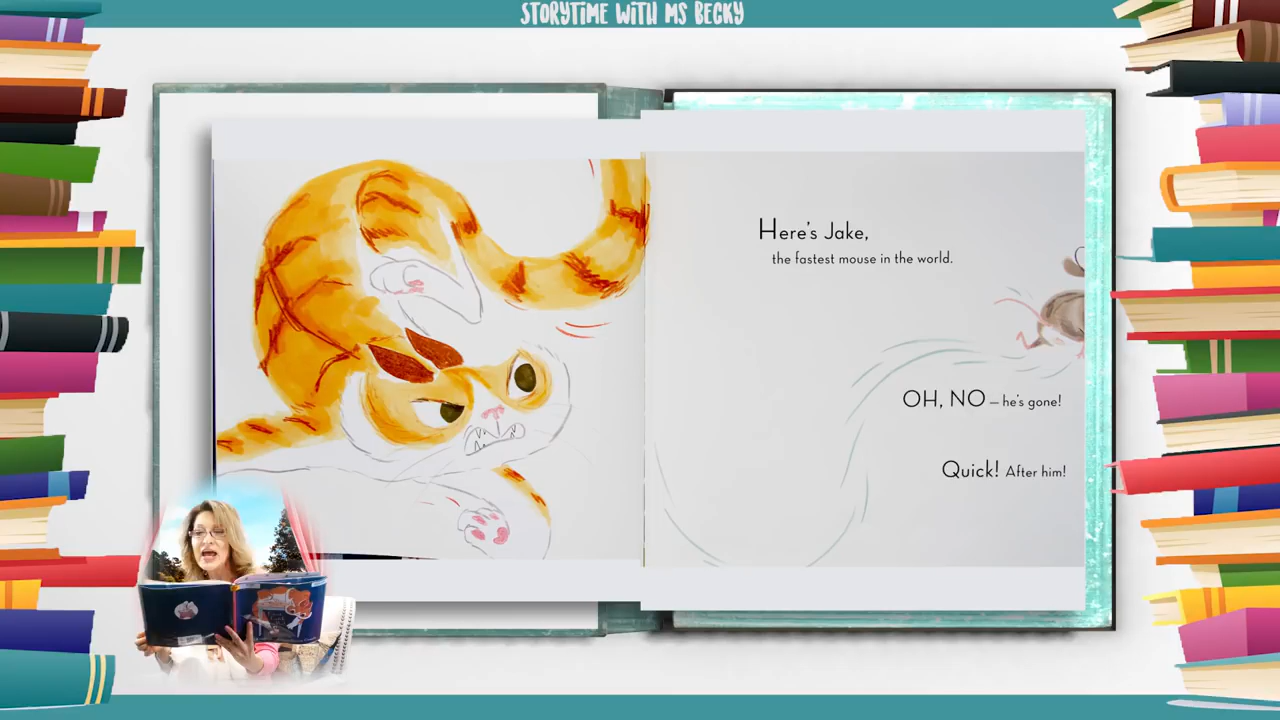 STORYTIME WITH MS BECKY
Here's Jake,
the fastest mouse in the world.
OH, NO – he's gone!
Quick! After him!